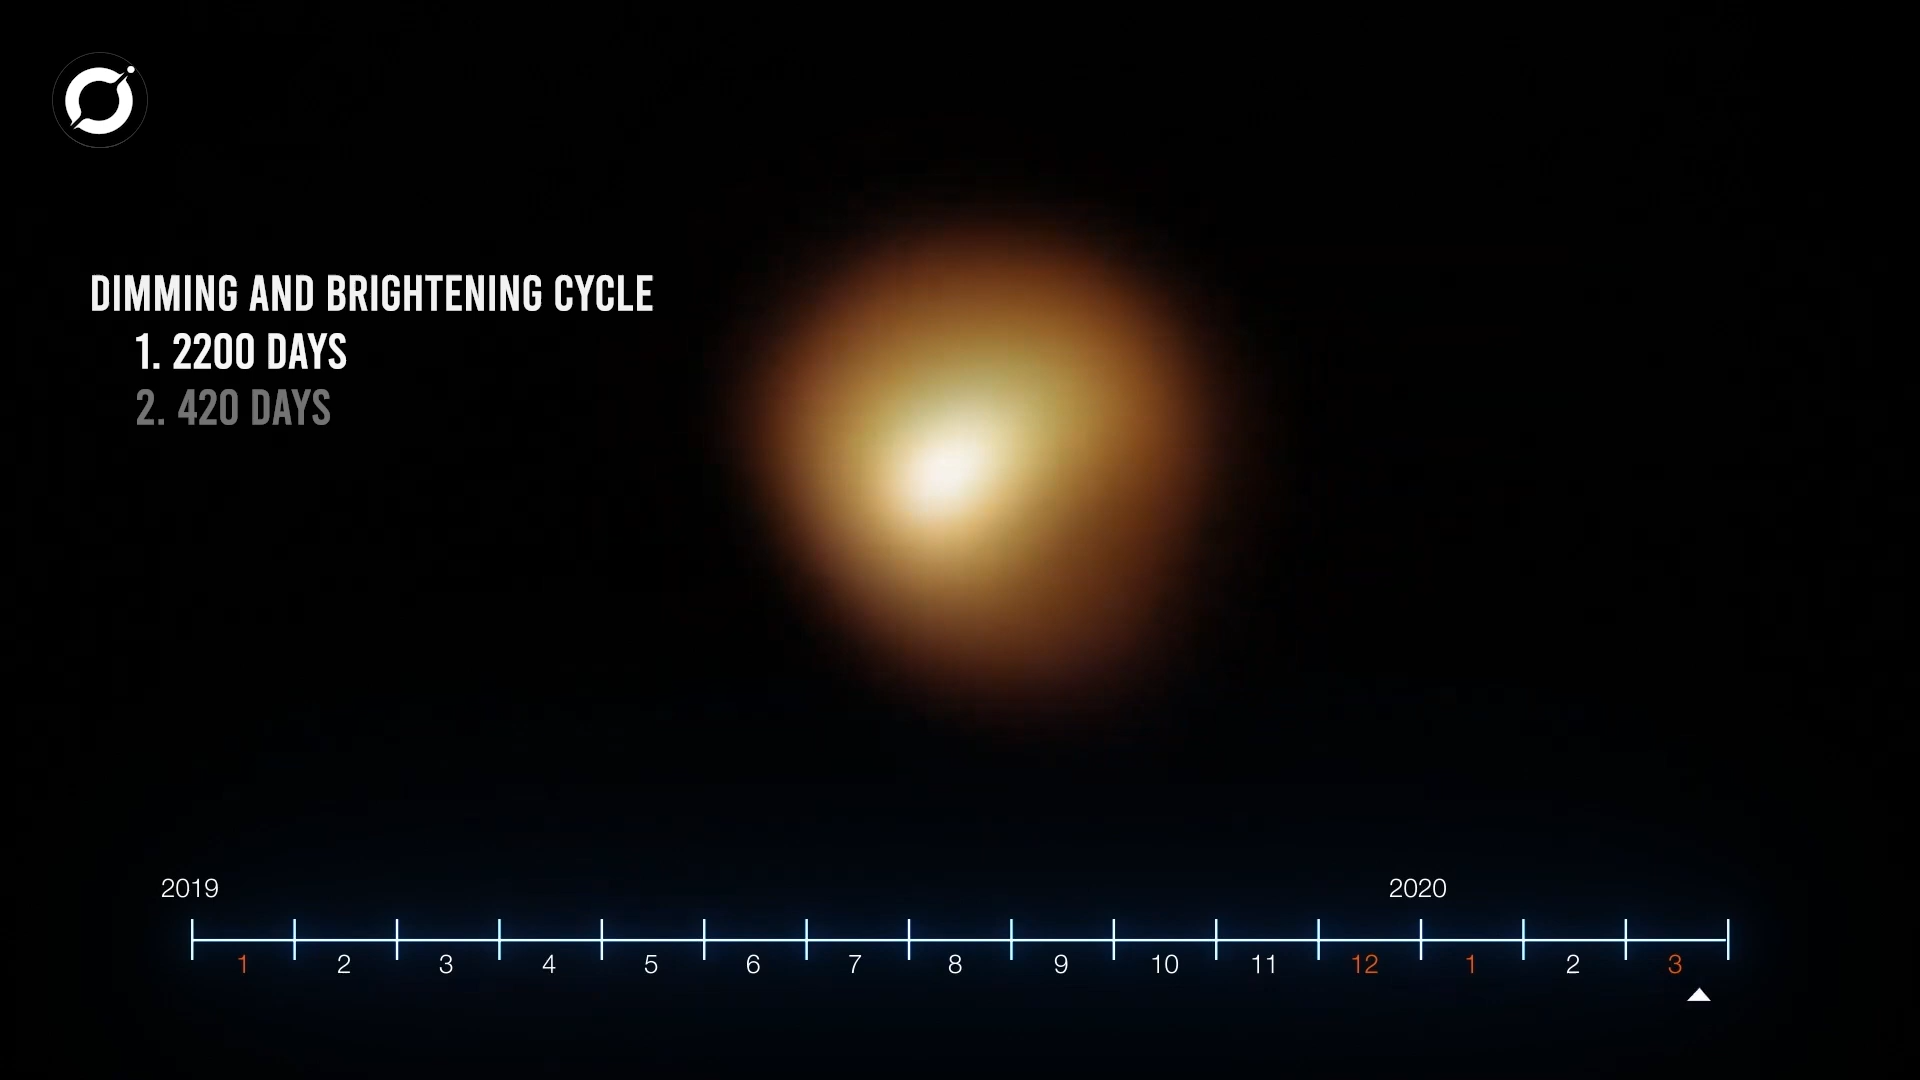 DIMMING AND BRIGHTENING CYCLE
1. 2200 DAYS
2. 420 DAYS
2019 2020
1 2 3 4 5 6 7 8 9 10 11 12 1 2 3